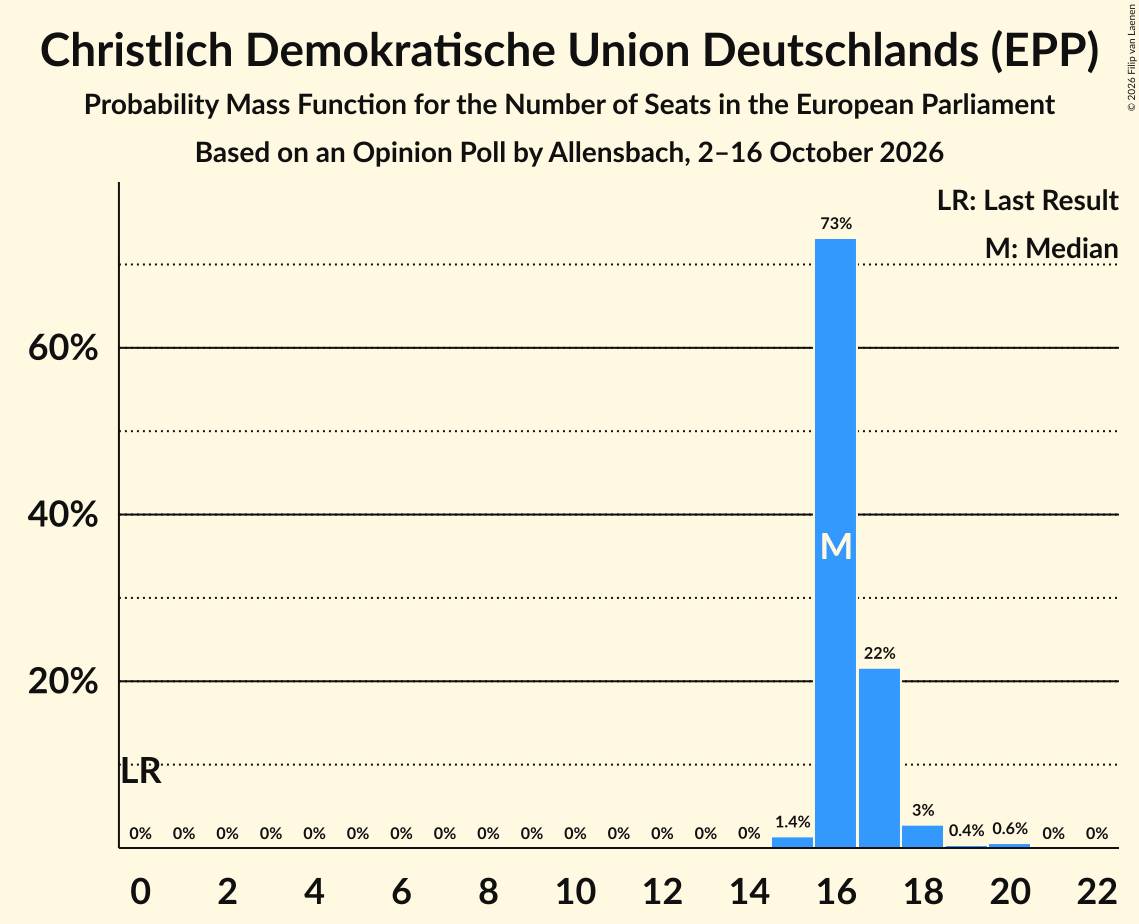 Christlich Demokratische Union Deutschlands (EPP)
Probability Mass Function for the Number of Seats in the European Parliament
Based on an Opinion Poll by Allensbach, 2–16 October 2026
© 2026 Filip van Laenen
LR: Last Result
M: Median
73%
60%
40%
M
22%
20%
LR
0% 0% 0% 0% 0% 0% 0% 0% 0% 0% 0% 0% 0% 0% 0% 1.4% 3% 0.4% 0.6% 0% 0%
0 2 4 6 8 10 12 14 16 18 20 22